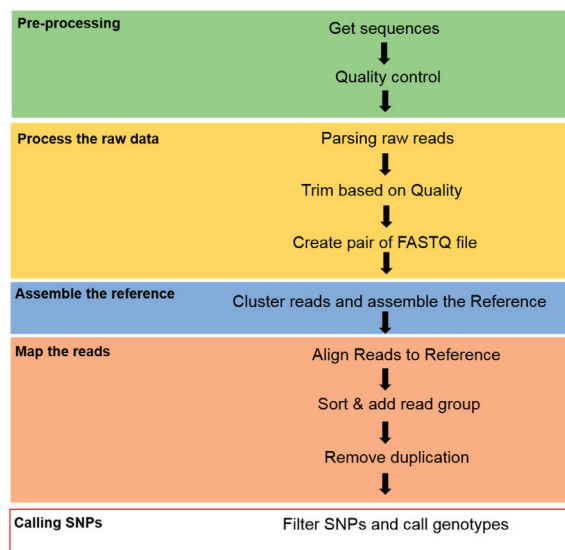 Pre-processing
Get sequences
Quality control
Process the raw data
Parsing raw reads
Trim based on Quality
Create pair of FASTQ file
Assemble the reference
Cluster reads and assemble the Reference
Map the reads
Align Reads to Reference
Sort & add read group
Remove duplication
Calling SNPs
Filter SNPs and call genotypes